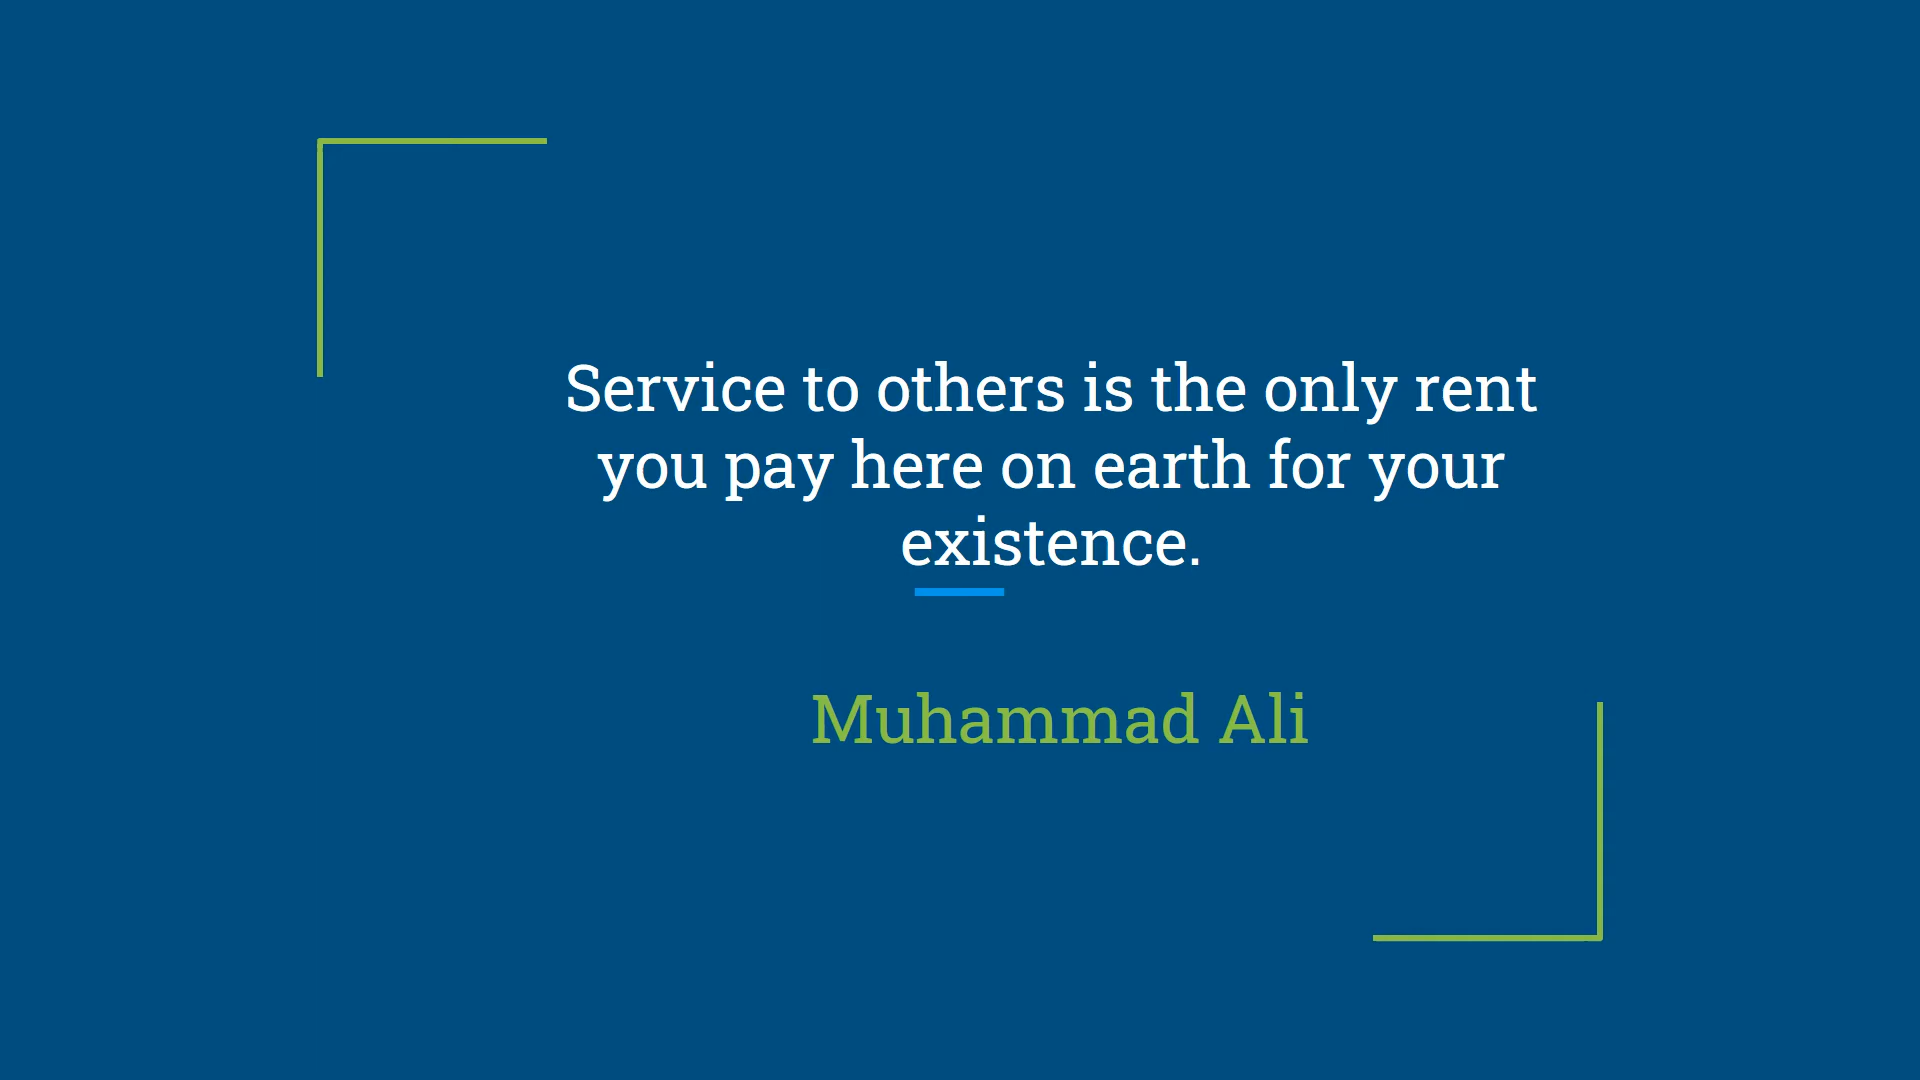 Service to others is the only rent
you pay here on earth for your
existence.
Muhammad Ali